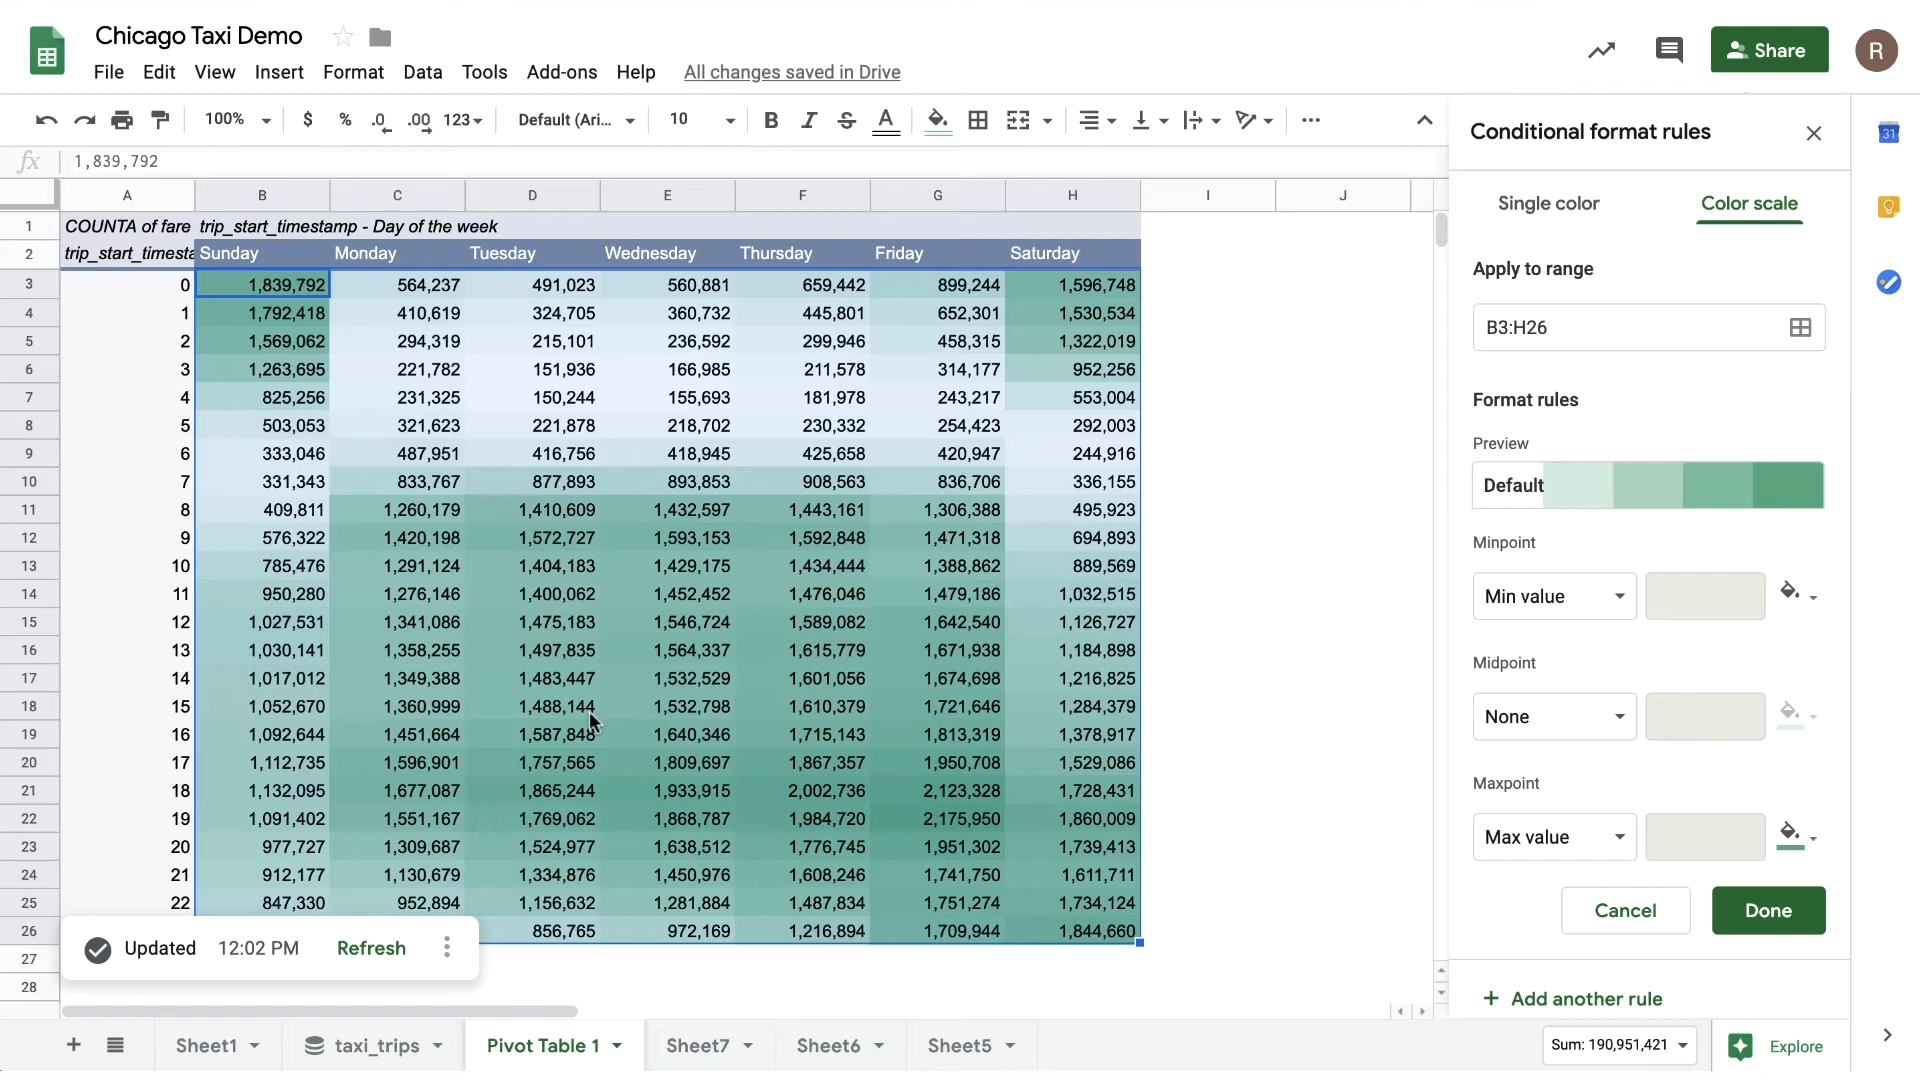 Chicago Taxi Demo
File Edit View Insert Format Data Tools Add-ons Help All changes saved in Drive
Share
R
100% $ % .0 .00 123 Default (Ari... 10 B I S A
fx 1,839,792
A B C D E F G H I J
1 COUNTA of fare trip_start_timestamp - Day of the week
2 trip_start_timesta Sunday Monday Tuesday Wednesday Thursday Friday Saturday
3 0 1,839,792 564,237 491,023 560,881 659,442 899,244 1,596,748
4 1 1,792,418 410,619 324,705 360,732 445,801 652,301 1,530,534
5 2 1,569,062 294,319 215,101 236,592 299,946 458,315 1,322,019
6 3 1,263,695 221,782 151,936 166,985 211,578 314,177 952,256
7 4 825,256 231,325 150,244 155,693 181,978 243,217 553,004
8 5 503,053 321,623 221,878 218,702 230,332 254,423 292,003
9 6 333,046 487,951 416,756 418,945 425,658 420,947 244,916
10 7 331,343 833,767 877,893 893,853 908,563 836,706 336,155
11 8 409,811 1,260,179 1,410,609 1,432,597 1,443,161 1,306,388 495,923
12 9 576,322 1,420,198 1,572,727 1,593,153 1,592,848 1,471,318 694,893
13 10 785,476 1,291,124 1,404,183 1,429,175 1,434,444 1,388,862 889,569
14 11 950,280 1,276,146 1,400,062 1,452,452 1,476,046 1,479,186 1,032,515
15 12 1,027,531 1,341,086 1,475,183 1,546,724 1,589,082 1,642,540 1,126,727
16 13 1,030,141 1,358,255 1,497,835 1,564,337 1,615,779 1,671,938 1,184,898
17 14 1,017,012 1,349,388 1,483,447 1,532,529 1,601,056 1,674,698 1,216,825
18 15 1,052,670 1,360,999 1,488,144 1,532,798 1,610,379 1,721,646 1,284,379
19 16 1,092,644 1,451,664 1,587,848 1,640,346 1,715,143 1,813,319 1,378,917
20 17 1,112,735 1,596,901 1,757,565 1,809,697 1,867,357 1,950,708 1,529,086
21 18 1,132,095 1,677,087 1,865,244 1,933,915 2,002,736 2,123,328 1,728,431
22 19 1,091,402 1,551,167 1,769,062 1,868,787 1,984,720 2,175,950 1,860,009
23 20 977,727 1,309,687 1,524,977 1,638,512 1,776,745 1,951,302 1,739,413
24 21 912,177 1,130,679 1,334,876 1,450,976 1,608,246 1,741,750 1,611,711
25 22 847,330 952,894 1,156,632 1,281,884 1,487,834 1,751,274 1,734,124
26 856,765 972,169 1,216,894 1,709,944 1,844,660
27
28
Updated 12:02 PM Refresh
Sheet1 taxi_trips Pivot Table 1 Sheet7 Sheet6 Sheet5 Sum: 190,951,421 Explore
Conditional format rules
Single color Color scale
Apply to range
B3:H26
Format rules
Preview
Default
Minpoint
Min value
Midpoint
None
Maxpoint
Max value
Cancel Done
+ Add another rule
31